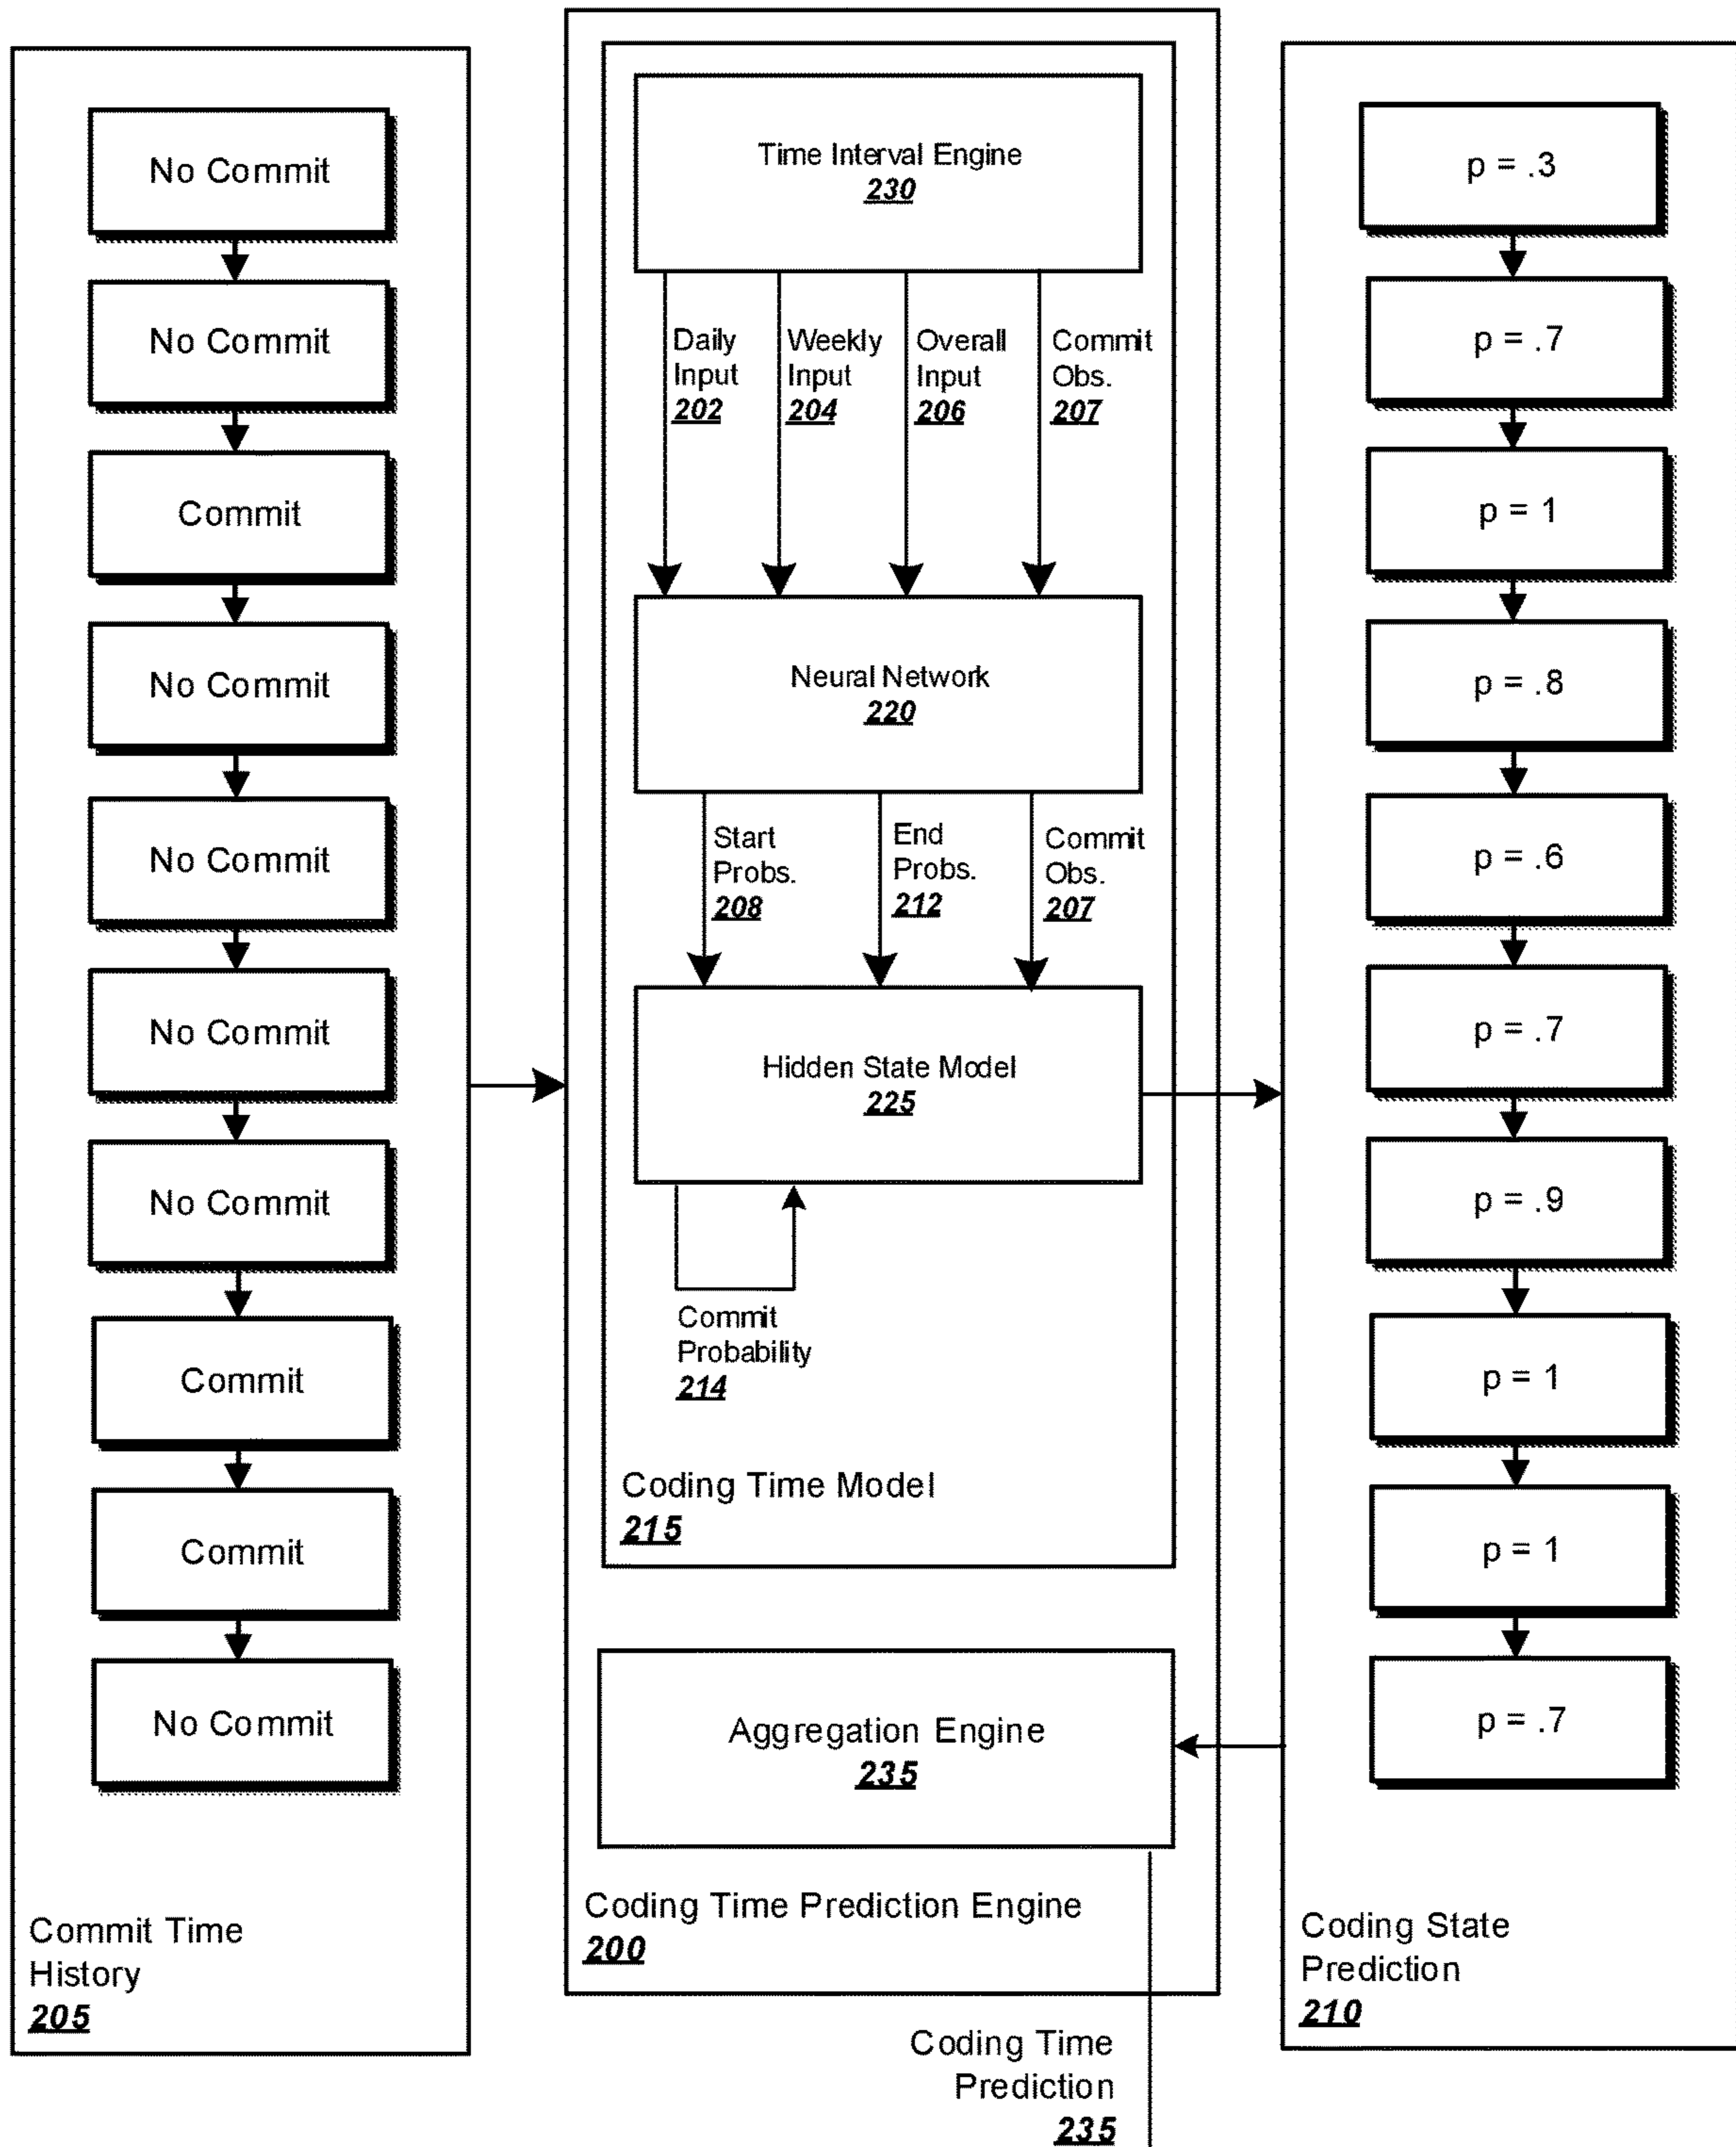 No Commit
No Commit
Commit
No Commit
No Commit
No Commit
No Commit
Commit
Commit
No Commit
Commit Time
History
205
Time Interval Engine
230
Daily
Input
202
Weekly
Input
204
Overall
Input
206
Commit
Obs.
207
Neural Network
220
Start
Probs.
208
End
Probs.
212
Commit
Obs.
207
Hidden State Model
225
Commit
Probability
214
Coding Time Model
215
Aggregation Engine
235
Coding Time Prediction Engine
200
Coding Time
Prediction
235
p = .3
p = .7
p = 1
p = .8
p = .6
p = .7
p = .9
p = 1
p = 1
p = .7
Coding State
Prediction
210